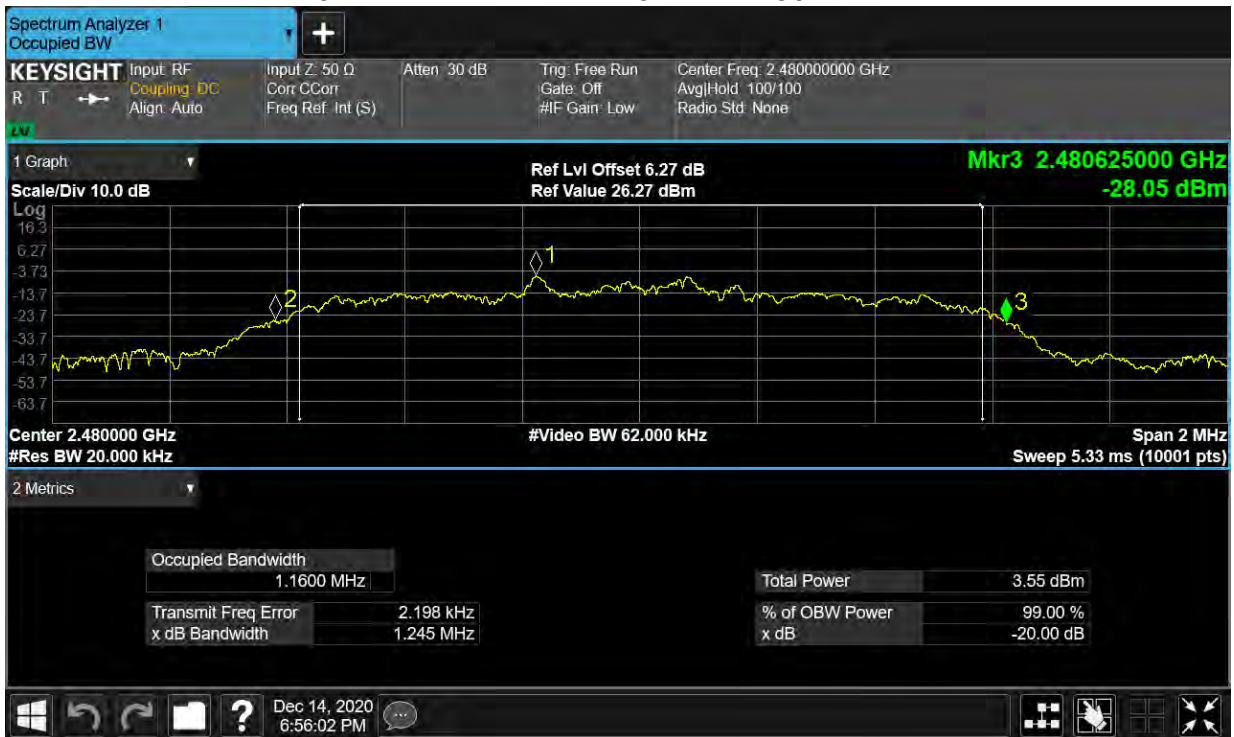 Spectrum Analyzer 1
Occupied BW
KEYSIGHT
R T
LXI
Input: RF
Coupling: DC
Align: Auto
Input Z: 50 Ω
Corr CCorr
Freq Ref: Int (S)
Atten: 30 dB
Trig: Free Run
Gate: Off
#IF Gain: Low
Center Freq: 2.480000000 GHz
Avg|Hold: 100/100
Radio Std: None
1 Graph
Scale/Div 10.0 dB
Ref Lvl Offset 6.27 dB
Ref Value 26.27 dBm
Mkr3 2.480625000 GHz
-28.05 dBm
Log
16.3
6.27
-3.73
-13.7
-23.7
-33.7
-43.7
-53.7
-63.7
1
2
3
Center 2.480000 GHz
#Video BW 62.000 kHz
Span 2 MHz
#Res BW 20.000 kHz
Sweep 5.33 ms (10001 pts)
2 Metrics
Occupied Bandwidth
1.1600 MHz
Total Power 3.55 dBm
Transmit Freq Error 2.198 kHz
% of OBW Power 99.00 %
x dB Bandwidth 1.245 MHz
x dB -20.00 dB
?
Dec 14, 2020
6:56:02 PM